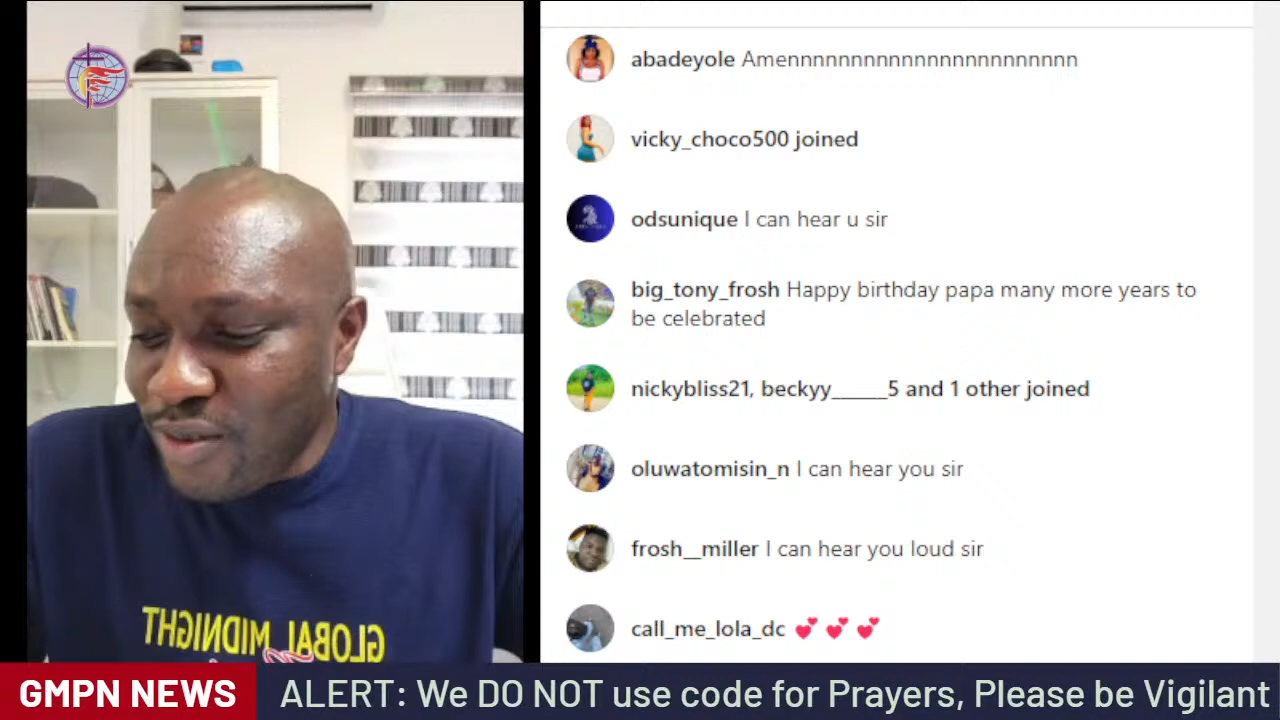 abadeyole Amennnnnnnnnnnnnnnnnnnnnnn
vicky_choco500 joined
odsunique I can hear u sir
big_tony_frosh Happy birthday papa many more years to
be celebrated
nickybliss21, beckyy_____5 and 1 other joined
oluwatomisin_n I can hear you sir
frosh__miller I can hear you loud sir
call_me_lola_dc 💕 💕 💕
GLOBAL MIDNIGHT
GMPN NEWS ALERT: We DO NOT use code for Prayers, Please be Vigilant